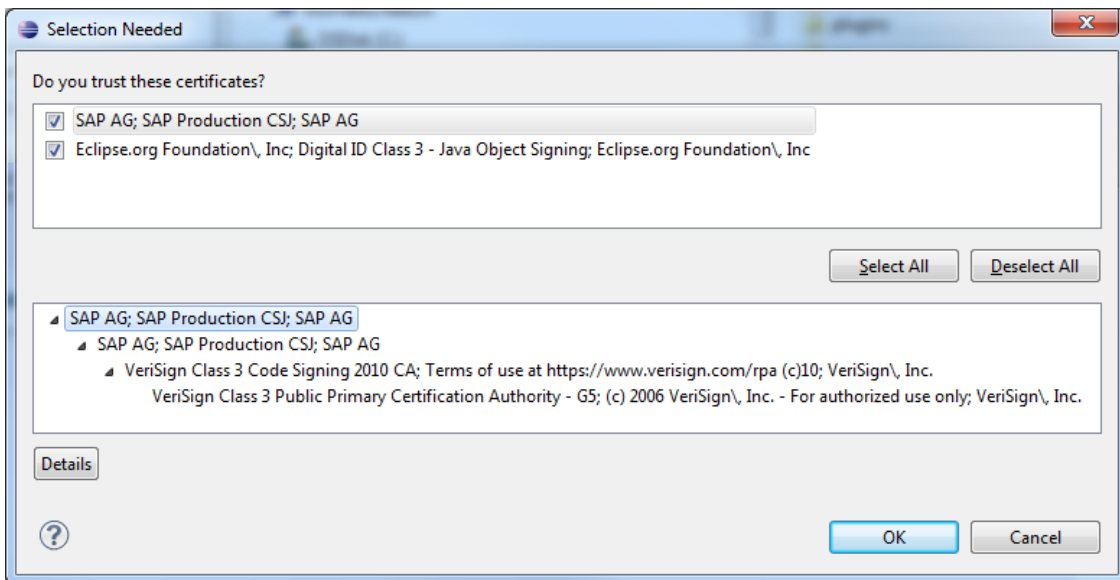 Selection Needed
Do you trust these certificates?
SAP AG; SAP Production CSJ; SAP AG
Eclipse.org Foundation\, Inc; Digital ID Class 3 - Java Object Signing; Eclipse.org Foundation\, Inc
Select All
Deselect All
SAP AG; SAP Production CSJ; SAP AG
SAP AG; SAP Production CSJ; SAP AG
VeriSign Class 3 Code Signing 2010 CA; Terms of use at https://www.verisign.com/rpa (c)10; VeriSign\, Inc.
VeriSign Class 3 Public Primary Certification Authority - G5; (c) 2006 VeriSign\, Inc. - For authorized use only; VeriSign\, Inc.
Details
OK
Cancel